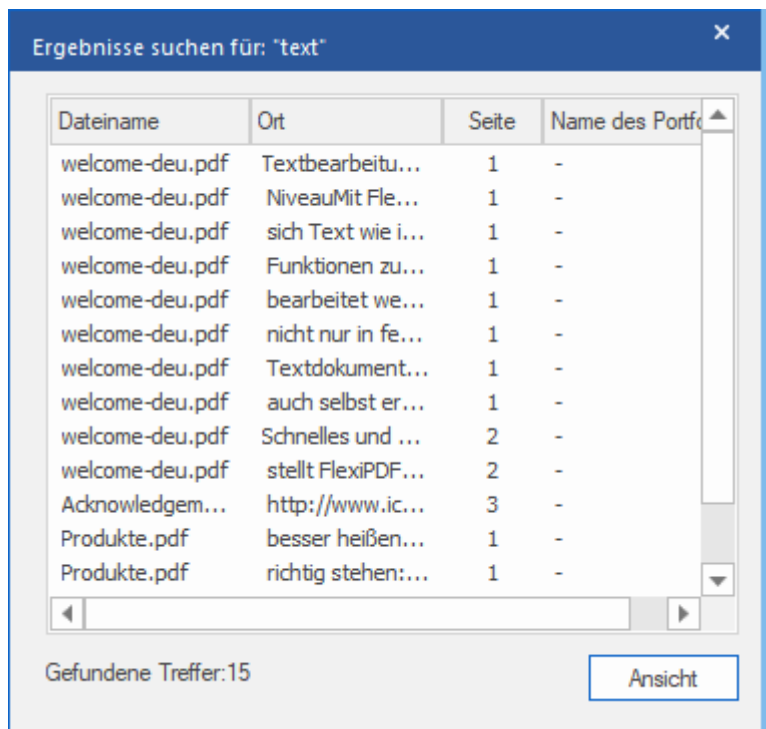 Ergebnisse suchen für: "text"
Dateiname Ort Seite Name des Portfo
welcome-deu.pdf Textbearbeitu... 1 -
welcome-deu.pdf NiveauMit Fle... 1 -
welcome-deu.pdf sich Text wie i... 1 -
welcome-deu.pdf Funktionen zu... 1 -
welcome-deu.pdf bearbeitet we... 1 -
welcome-deu.pdf nicht nur in fe... 1 -
welcome-deu.pdf Textdokument... 1 -
welcome-deu.pdf auch selbst er... 1 -
welcome-deu.pdf Schnelles und ... 2 -
welcome-deu.pdf stellt FlexiPDF... 2 -
Acknowledgem... http://www.ic... 3 -
Produkte.pdf besser heißen... 1 -
Produkte.pdf richtig stehen:... 1 -
Gefundene Treffer:15
Ansicht